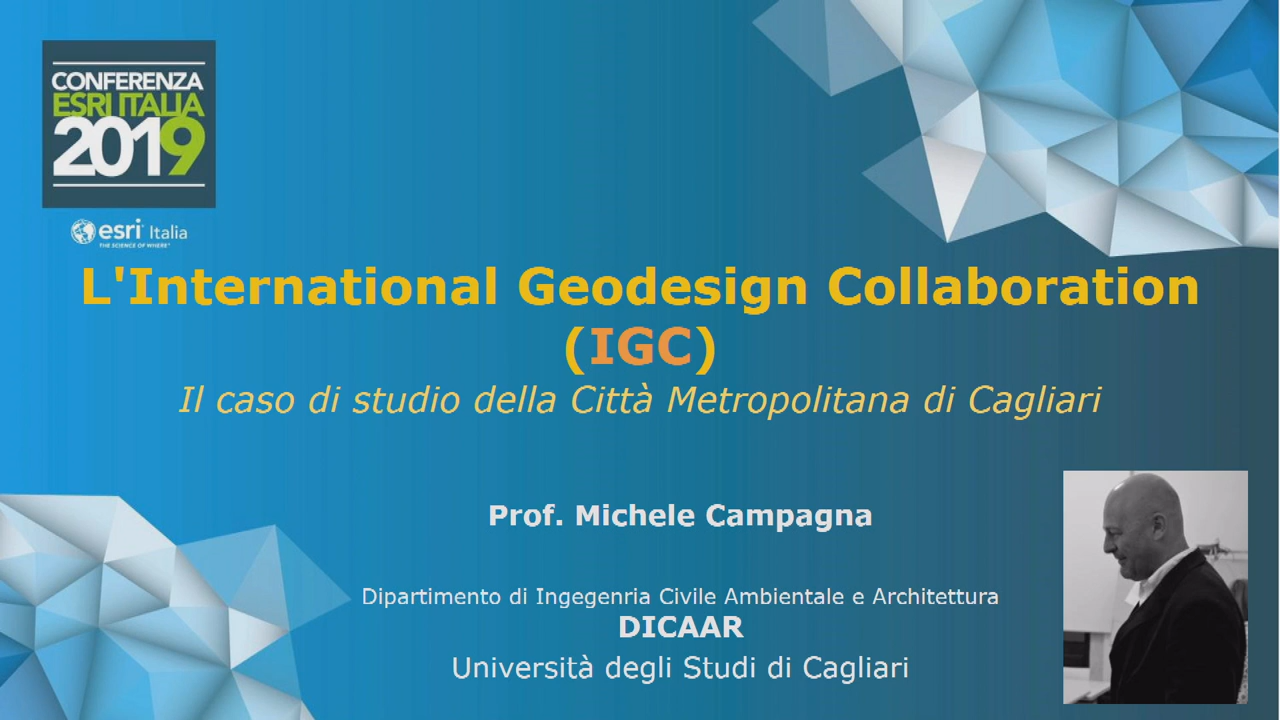 CONFERENZA
ESRI ITALIA
2019
esri Italia
THE SCIENCE OF WHERE
L'International Geodesign Collaboration
(IGC)
Il caso di studio della Città Metropolitana di Cagliari
Prof. Michele Campagna
Dipartimento di Ingegenria Civile Ambientale e Architettura
DICAAR
Università degli Studi di Cagliari